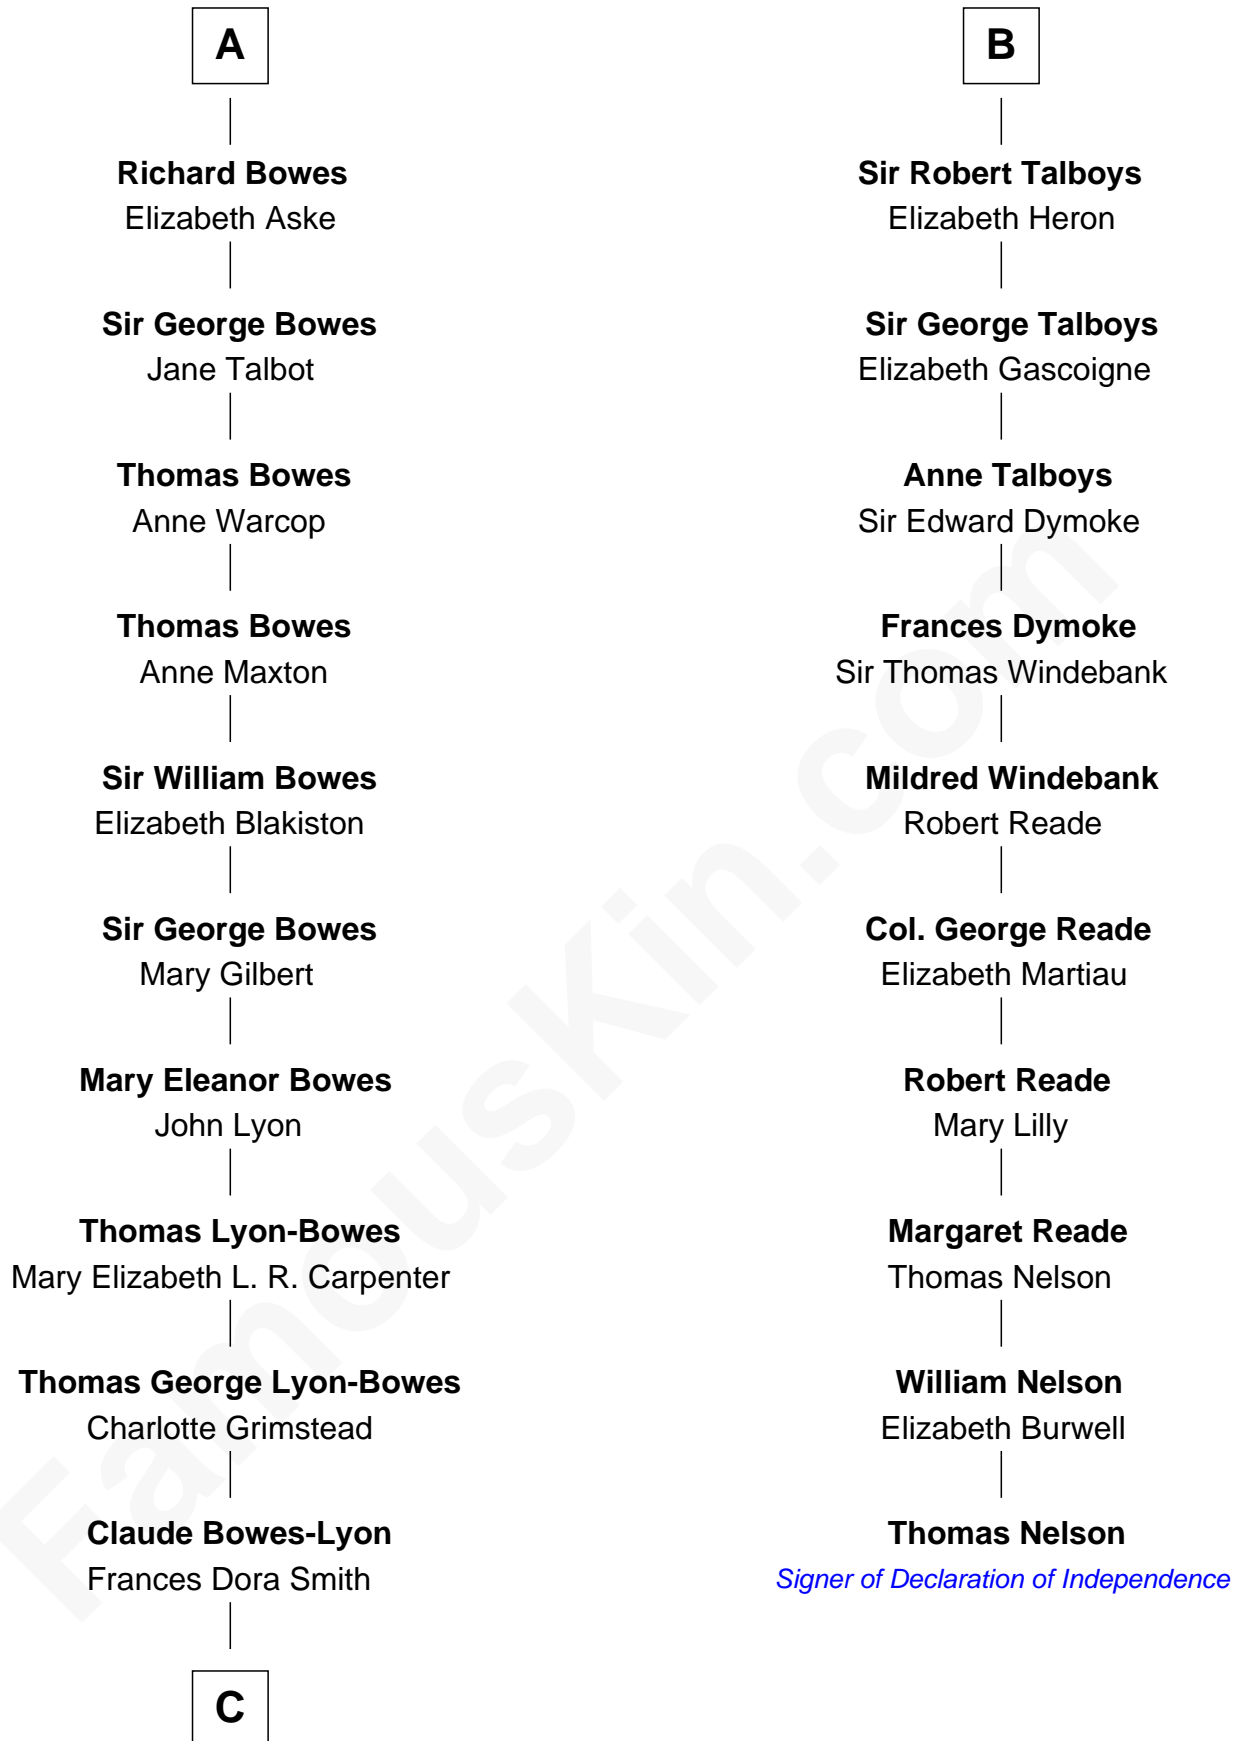 A
Richard Bowes
Elizabeth Aske
Sir George Bowes
Jane Talbot
Thomas Bowes
Anne Warcop
Thomas Bowes
Anne Maxton
Sir William Bowes
Elizabeth Blakiston
Sir George Bowes
Mary Gilbert
Mary Eleanor Bowes
John Lyon
Thomas Lyon-Bowes
Mary Elizabeth L. R. Carpenter
Thomas George Lyon-Bowes
Charlotte Grimstead
Claude Bowes-Lyon
Frances Dora Smith
C
B
Sir Robert Talboys
Elizabeth Heron
Sir George Talboys
Elizabeth Gascoigne
Anne Talboys
Sir Edward Dymoke
Frances Dymoke
Sir Thomas Windebank
Mildred Windebank
Robert Reade
Col. George Reade
Elizabeth Martiau
Robert Reade
Mary Lilly
Margaret Reade
Thomas Nelson
William Nelson
Elizabeth Burwell
Thomas Nelson
Signer of Declaration of Independence
FamousKin.com